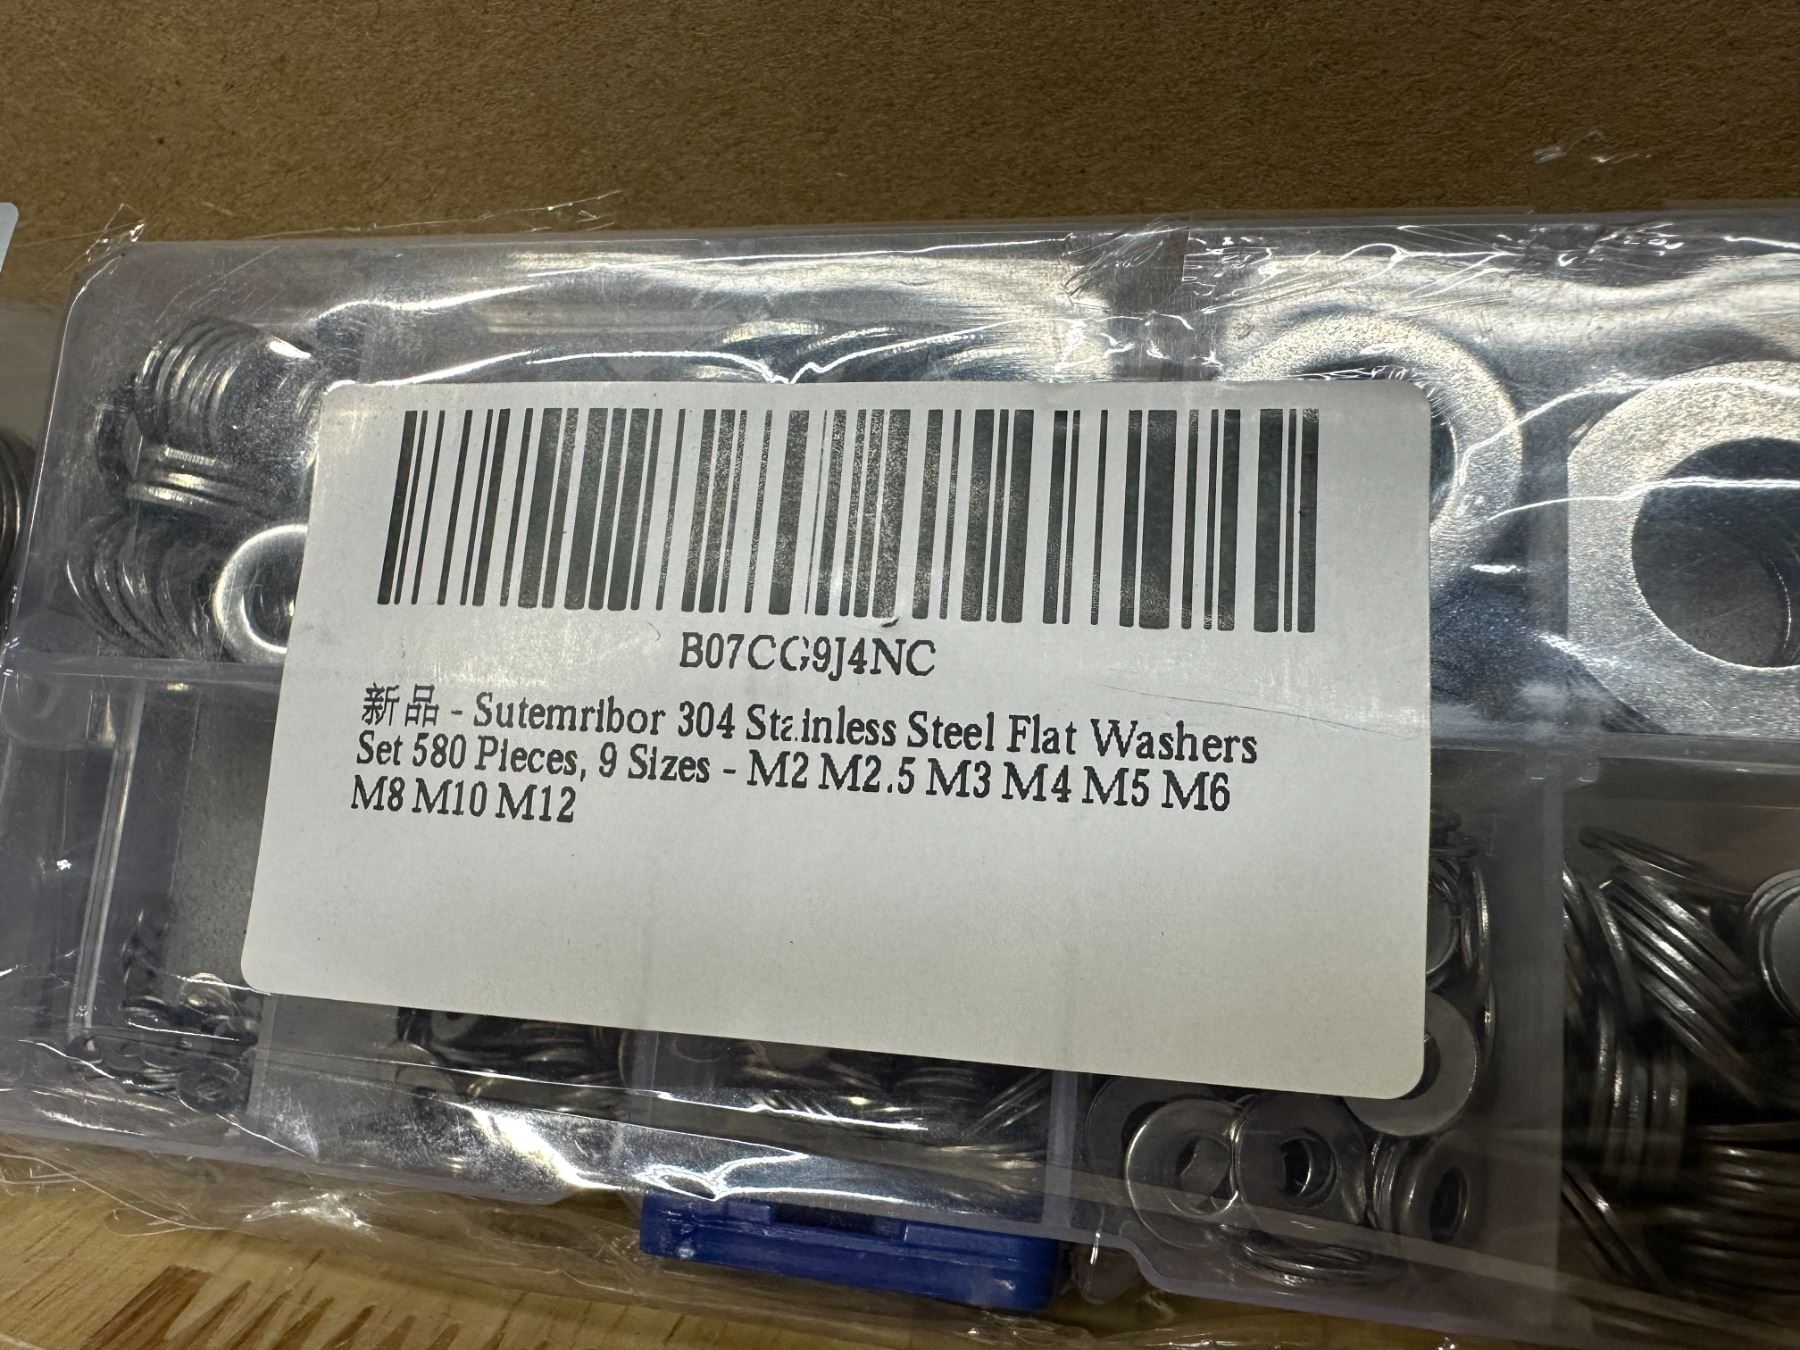 B07CG9J4NC
新品 - Sutemribor 304 Stainless Steel Flat Washers
Set 580 Pieces, 9 Sizes - M2 M2.5 M3 M4 M5 M6
M8 M10 M12